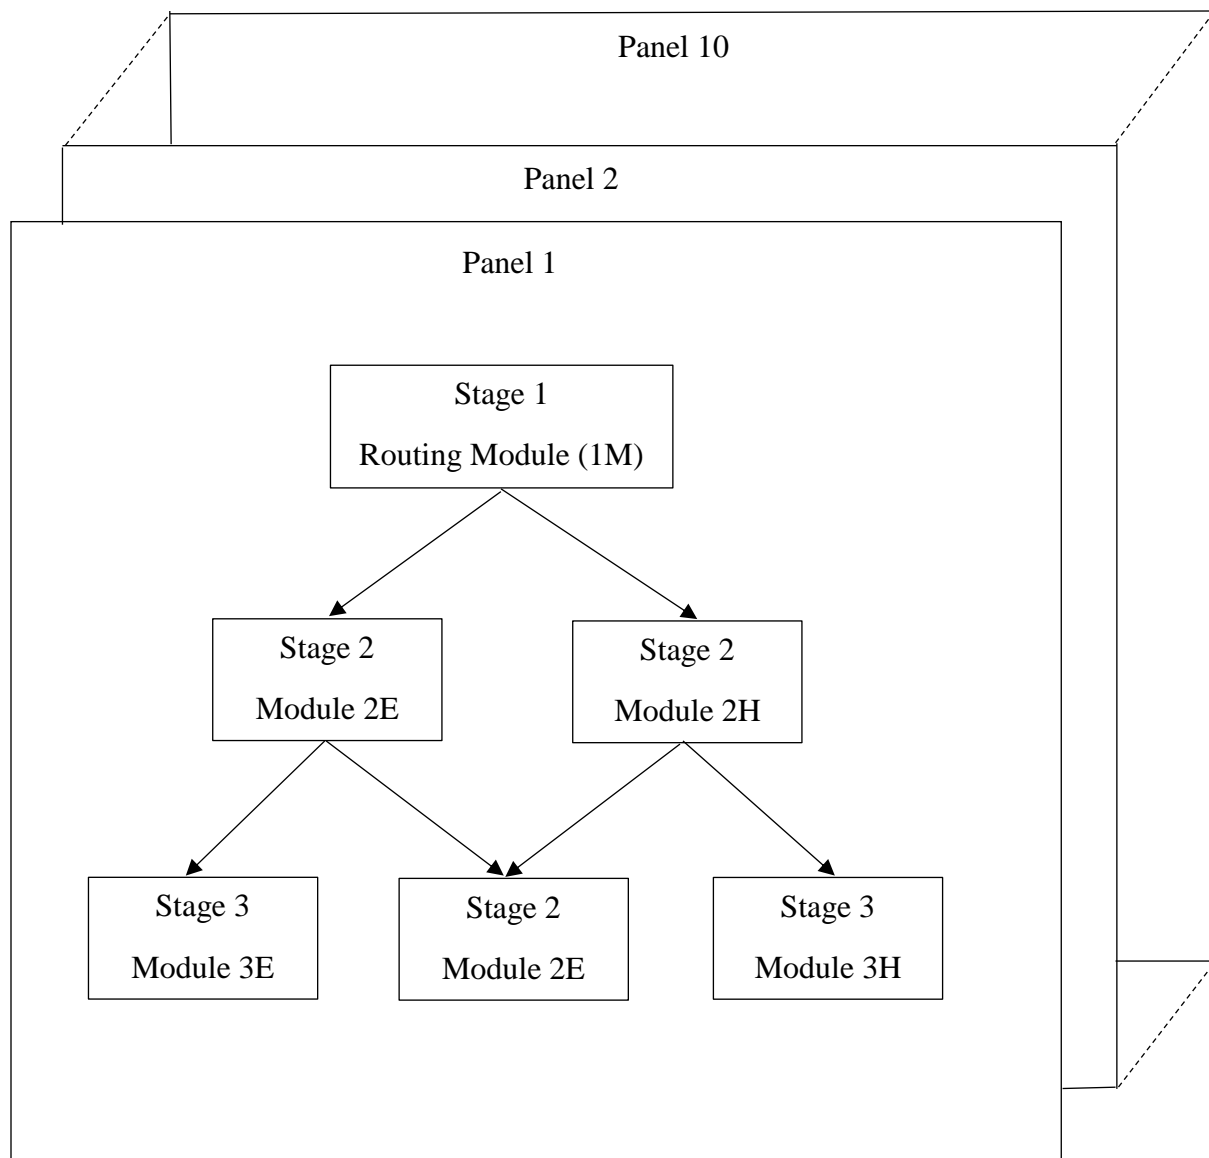 Panel 10
Panel 2
Panel 1
Stage 1
Routing Module (1M)
Stage 2
Module 2E
Stage 2
Module 2H
Stage 3
Module 3E
Stage 2
Module 2E
Stage 3
Module 3H